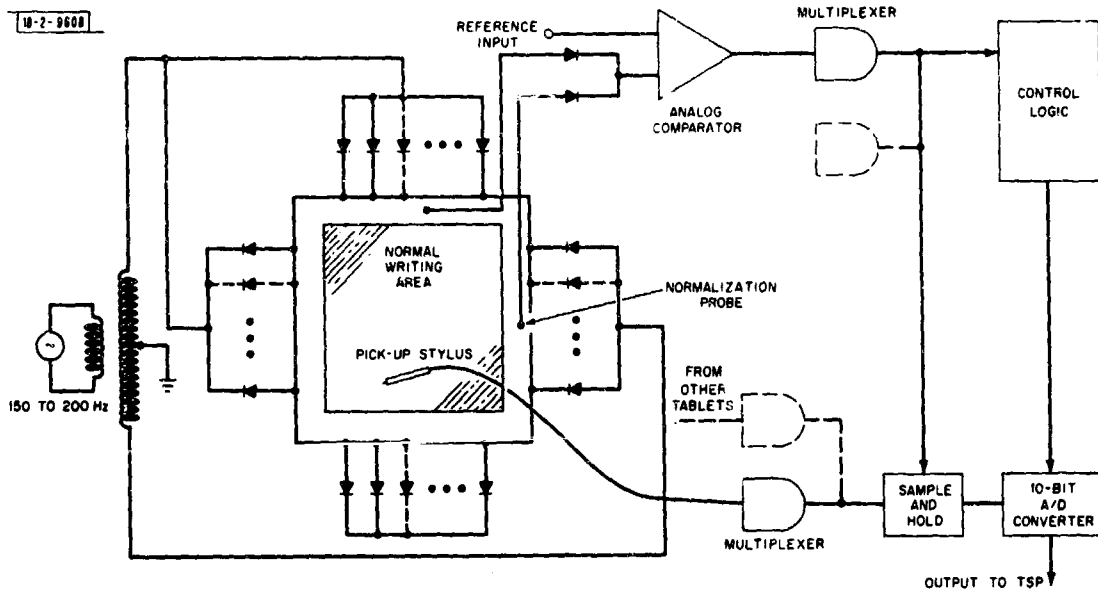 18-2-9608
MULTIPLEXER
REFERENCE
INPUT
ANALOG
COMPARATOR
CONTROL
LOGIC
NORMAL
WRITING
AREA
NORMALIZATION
PROBE
PICK-UP STYLUS
150 TO 200 Hz
FROM
OTHER
TABLETS
MULTIPLEXER
SAMPLE
AND
HOLD
10-BIT
A/D
CONVERTER
OUTPUT TO TSP